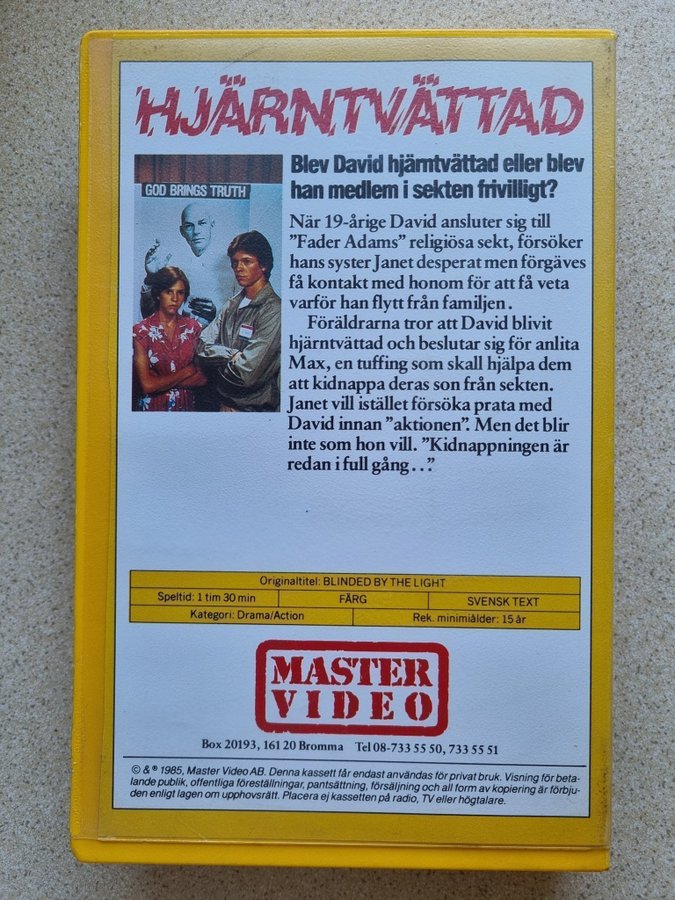 HJÄRNTVÄTTAD
GOD BRINGS TRUTH
Blev David hjärntvättad eller blev
han medlem i sekten frivilligt?
När 19-årige David ansluter sig till
”Fader Adams” religiösa sekt, försöker
hans syster Janet desperat men förgäves
få kontakt med honom för att få veta
varför han flytt från familjen.
Föräldrarna tror att David blivit
hjärntvättad och beslutar sig för anlita
Max, en tuffing som skall hjälpa dem
att kidnappa deras son från sekten.
Janet vill istället försöka prata med
David innan ”aktionen”. Men det blir
inte som hon vill. ”Kidnappningen är
redan i full gång...”
Originaltitel: BLINDED BY THE LIGHT
Speltid: 1 tim 30 min FÄRG SVENSK TEXT
Kategori: Drama/Action Rek. minimiålder: 15 år
MASTER
VIDEO
Box 20193, 161 20 Bromma Tel 08-733 55 50, 733 55 51
© & ℗ 1985, Master Video AB. Denna kassett får endast användas för privat bruk. Visning för beta-
lande publik, offentliga föreställningar, pantsättning, försäljning och all form av kopiering är förbju-
den enligt lagen om upphovsrätt. Placera ej kassetten på radio, TV eller högtalare.